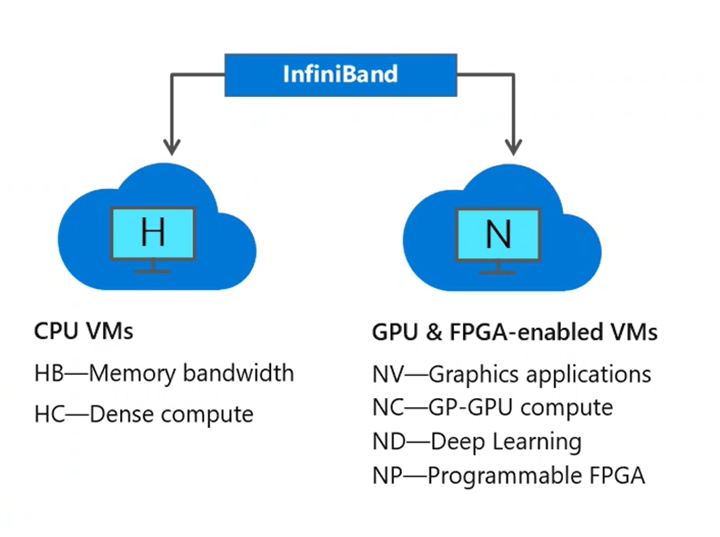 InfiniBand
H
N
CPU VMs
HB—Memory bandwidth
HC—Dense compute
GPU & FPGA-enabled VMs
NV—Graphics applications
NC—GP-GPU compute
ND—Deep Learning
NP—Programmable FPGA